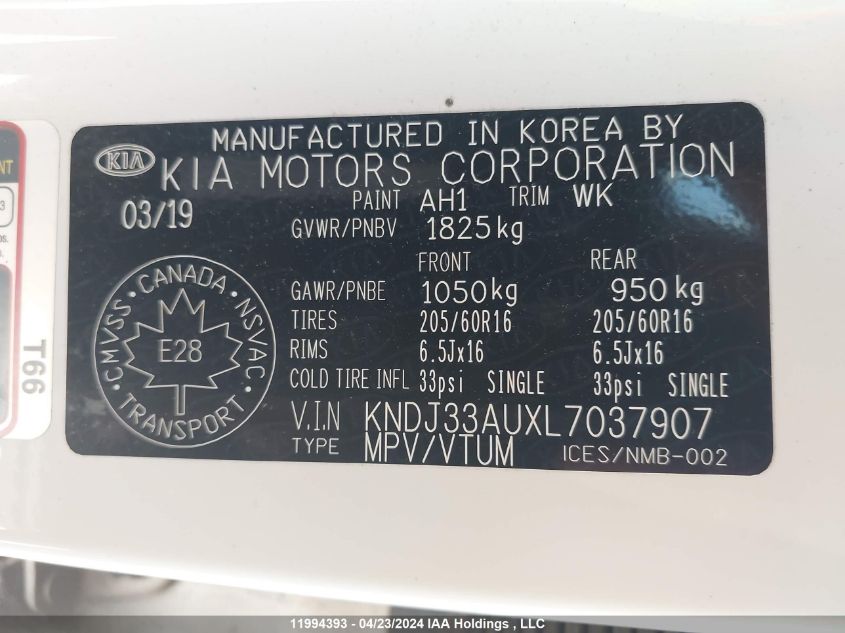 MANUFACTURED IN KOREA BY
KIA
KIA MOTORS CORPORATION
03/19
PAINT AH1 TRIM WK
GVWR/PNBV 1825kg
FRONT REAR
GAWR/PNBE 1050kg 950kg
TIRES 205/60R16 205/60R16
RIMS 6.5Jx16 6.5Jx16
COLD TIRE INFL 33psi SINGLE 33psi SINGLE
V.I.N KNDJ33AUXL7037907
TYPE MPV/VTUM ICES/NMB-002
CMVSS · CANADA · NSVAC
E28
TRANSPORT
NT
3
T66
11994393 - 04/23/2024 IAA Holdings , LLC